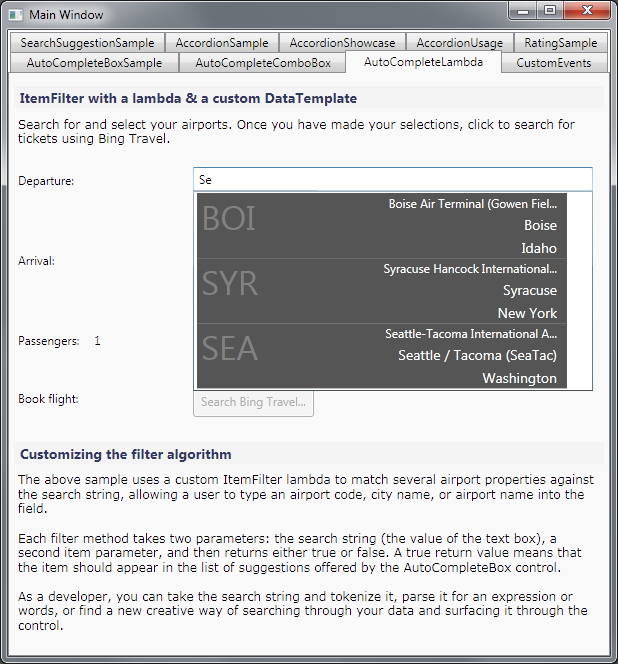 Main Window
SearchSuggestionSample AccordionSample AccordionShowcase AccordionUsage RatingSample
AutoCompleteBoxSample AutoCompleteComboBox AutoCompleteLambda CustomEvents
ItemFilter with a lambda & a custom DataTemplate
Search for and select your airports. Once you have made your selections, click to search for
tickets using Bing Travel.
Departure: Se
BOI Boise Air Terminal (Gowen Fiel...
Boise
Idaho
Arrival:
SYR Syracuse Hancock International...
Syracuse
New York
Passengers: 1
SEA Seattle-Tacoma International A...
Seattle / Tacoma (SeaTac)
Washington
Book flight: Search Bing Travel...
Customizing the filter algorithm
The above sample uses a custom ItemFilter lambda to match several airport properties against
the search string, allowing a user to type an airport code, city name, or airport name into the
field.
Each filter method takes two parameters: the search string (the value of the text box), a
second item parameter, and then returns either true or false. A true return value means that
the item should appear in the list of suggestions offered by the AutoCompleteBox control.
As a developer, you can take the search string and tokenize it, parse it for an expression or
words, or find a new creative way of searching through your data and surfacing it through the
control.